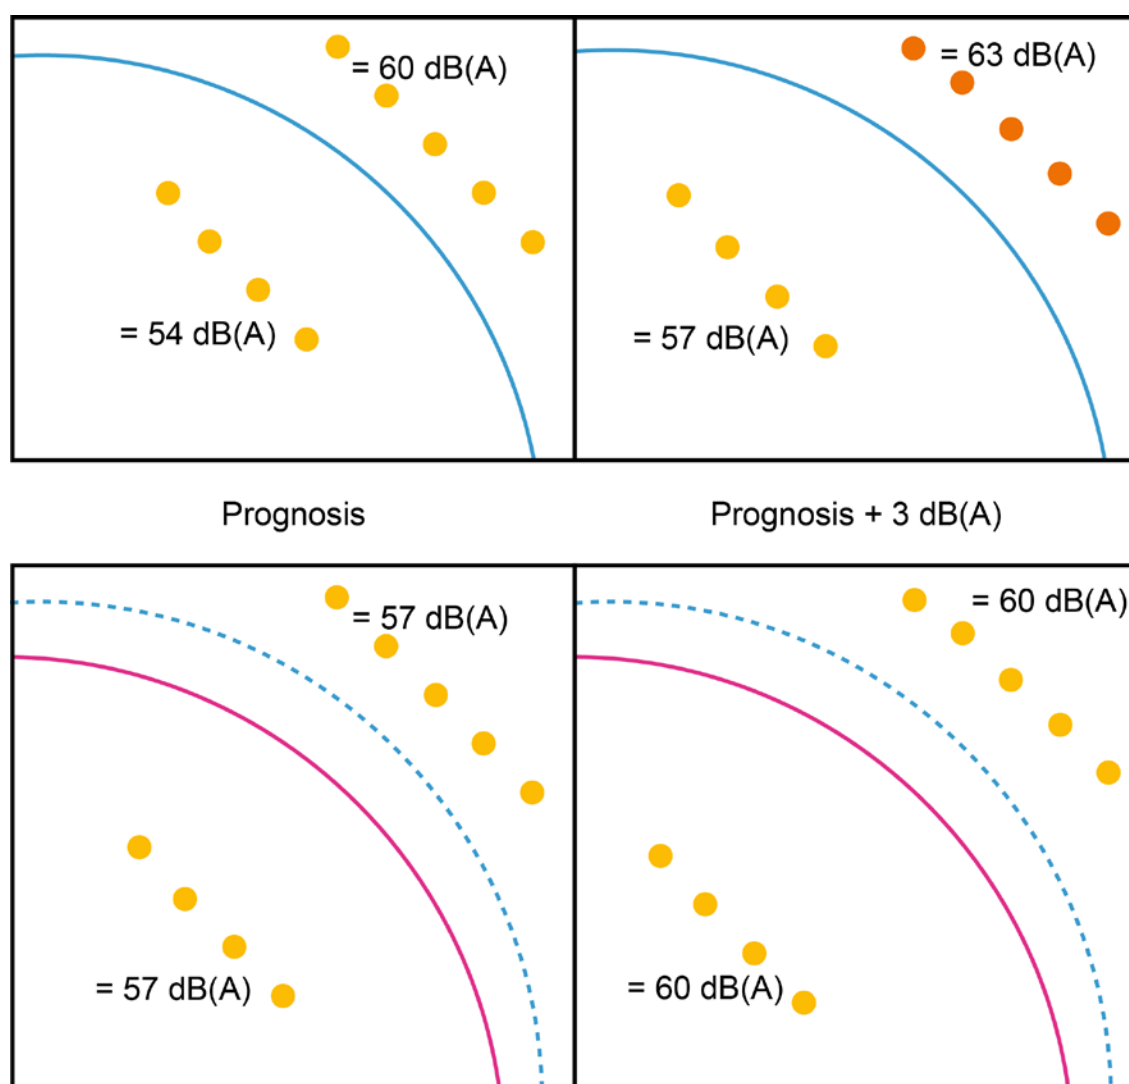 = 60 dB(A)
= 63 dB(A)
= 54 dB(A)
= 57 dB(A)
Prognosis
Prognosis + 3 dB(A)
= 57 dB(A)
= 60 dB(A)
= 57 dB(A)
= 60 dB(A)